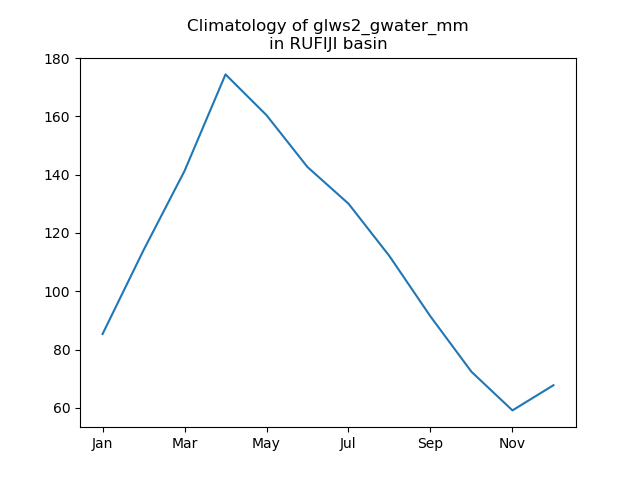 Climatology of glws2_gwater_mm
in RUFIJI basin
180
160
140
120
100
80
60
Jan
Mar
May
Jul
Sep
Nov